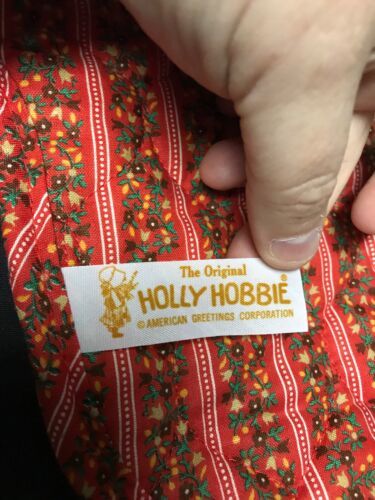 The Original
HOLLY HOBBIE®
© AMERICAN GREETINGS CORPORATION